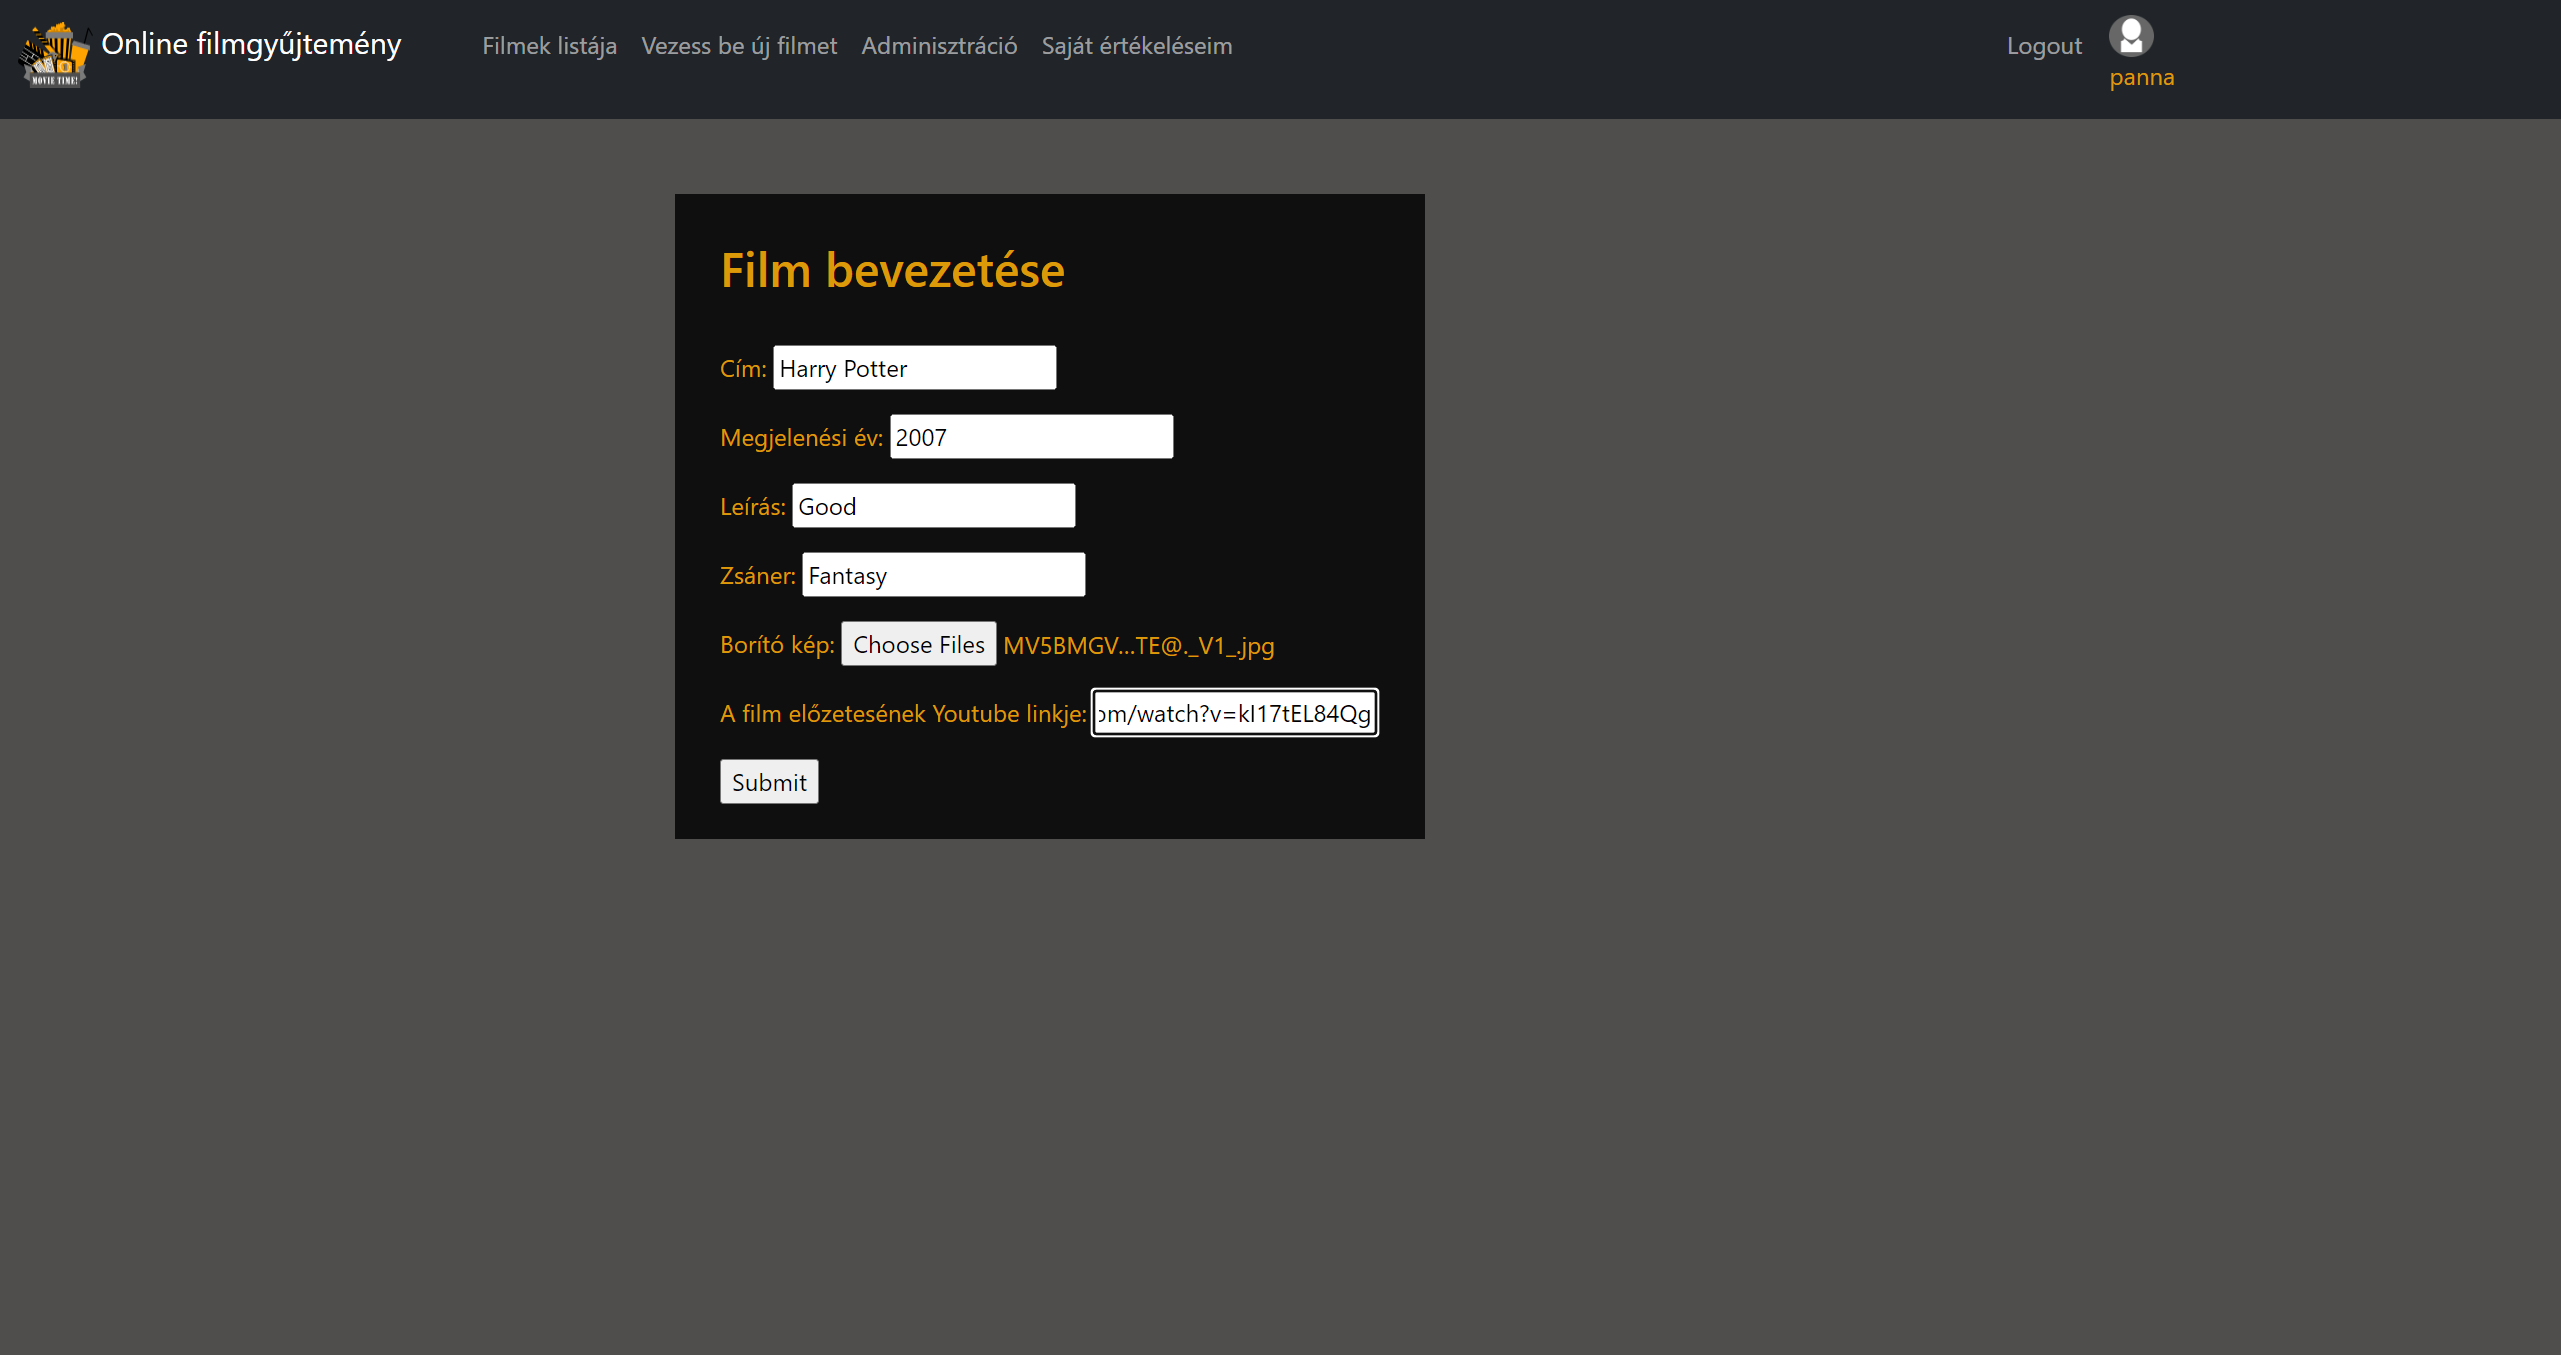 MOVIE TIME!
Online filmgyűjtemény
Filmek listája
Vezess be új filmet
Adminisztráció
Saját értékeléseim
Logout
panna
Film bevezetése
Cím: Harry Potter
Megjelenési év: 2007
Leírás: Good
Zsáner: Fantasy
Borító kép: Choose Files MV5BMGV...TE@._V1_.jpg
A film előzetesének Youtube linkje: om/watch?v=kI17tEL84Qg
Submit